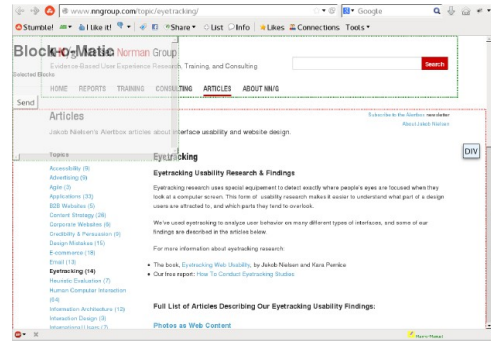 www.nngroup.com/topic/eyetracking/
Google
Stumble!
I like it!
Share
List
Info
Likes
Connections
Tools
Block-o-Matic
Norman Group
Evidence-Based User Experience Research, Training, and Consulting
Search
Selected Blocks
HOME REPORTS TRAINING CONSULTING ARTICLES ABOUT NN/G
Send
Articles
Subscribe to the Alertbox newsletter
About Jakob Nielsen
Jakob Nielsen's Alertbox articles about interface usability and website design.
DIV
Topics
Accessibility (9)
Advertising (9)
Agile (3)
Applications (33)
B2B Websites (5)
Content Strategy (28)
Corporate Websites (9)
Credibility & Persuasion (9)
Design Mistakes (15)
E-commerce (18)
Email (13)
Eyetracking (14)
Heuristic Evaluation (7)
Human Computer Interaction
(64)
Information Architecture (12)
Interaction Design (3)
International Users (7)
Eyetracking
Eyetracking Usability Research & Findings
Eyetracking research uses special equipment to detect exactly where people's eyes are focused when they
look at a computer screen. This form of usability research makes it easier to understand what part of a design
users are attracted to, and which parts they tend to overlook.
We've used eyetracking to analyze user behavior on many different types of interfaces, and some of our
findings are described in the articles below.
For more information about eyetracking research:
The book, Eyetracking Web Usability, by Jakob Nielsen and Kara Pernice
Our free report: How To Conduct Eyetracking Studies
Full List of Articles Describing Our Eyetracking Usability Findings:
Photos as Web Content